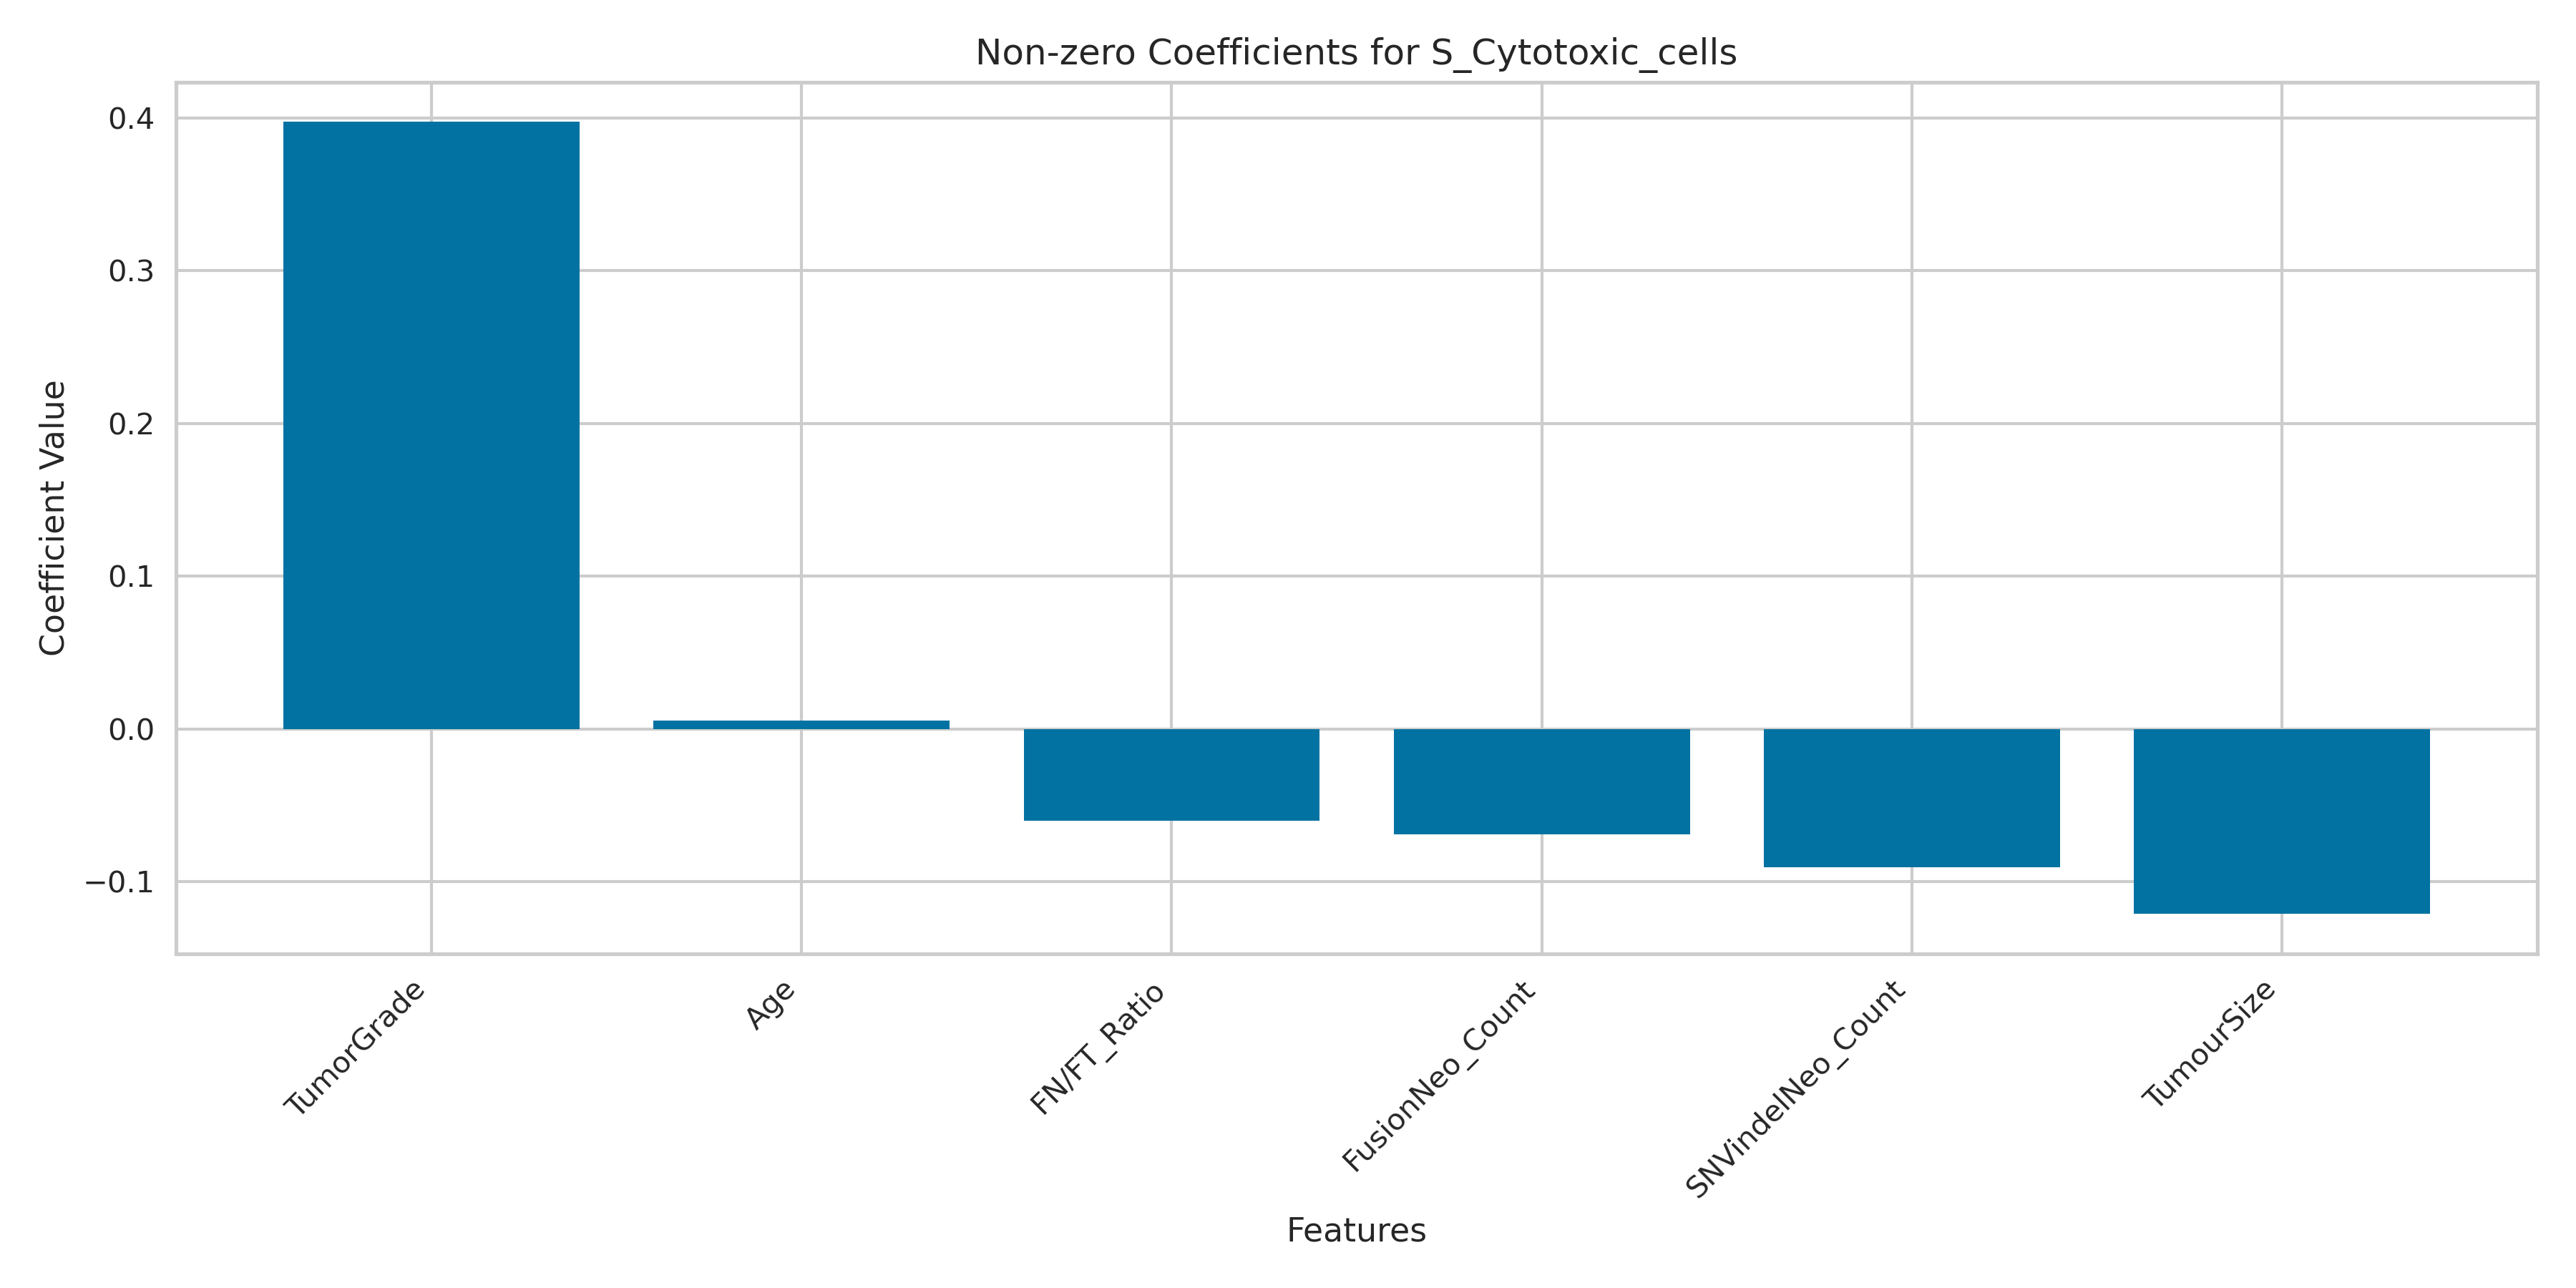 Non-zero Coefficients for S_Cytotoxic_cells
Coefficient Value
0.4
0.3
0.2
0.1
0.0
−0.1
TumorGrade
Age
FN/FT_Ratio
FusionNeo_Count
SNVindelNeo_Count
TumourSize
Features